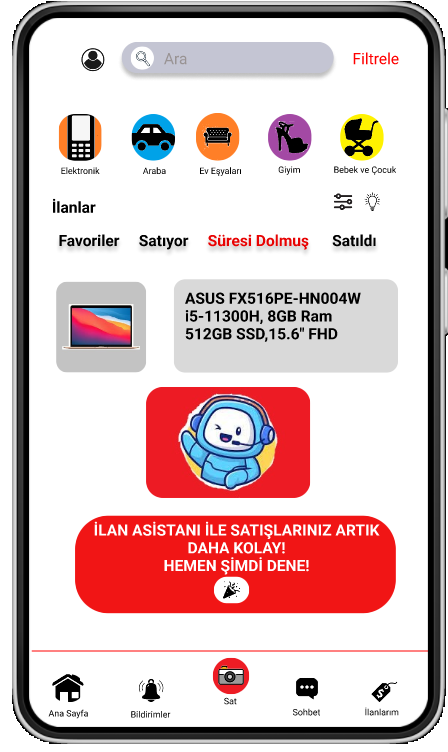 Ara
Filtrele
Elektronik
Araba
Ev Eşyaları
Giyim
Bebek ve Çocuk
İlanlar
Favoriler Satıyor Süresi Dolmuş Satıldı
ASUS FX516PE-HN004W
i5-11300H, 8GB Ram
512GB SSD,15.6" FHD
İLAN ASİSTANI İLE SATIŞLARINIZ ARTIK
DAHA KOLAY!
HEMEN ŞİMDİ DENE!
Ana Sayfa
Bildirimler
Sat
Sohbet
İlanlarım